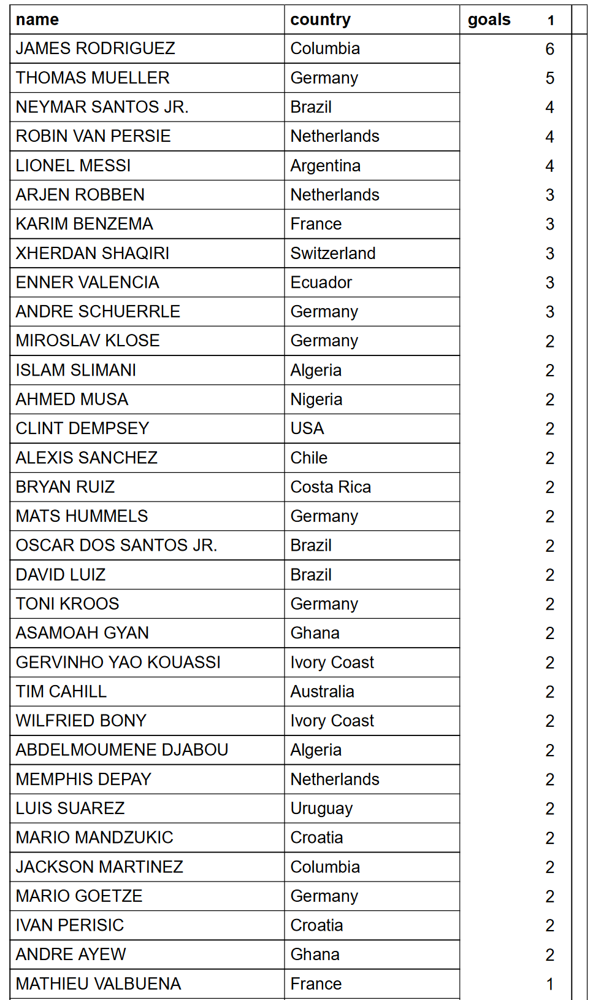 name country goals 1
JAMES RODRIGUEZ Columbia 6
THOMAS MUELLER Germany 5
NEYMAR SANTOS JR. Brazil 4
ROBIN VAN PERSIE Netherlands 4
LIONEL MESSI Argentina 4
ARJEN ROBBEN Netherlands 3
KARIM BENZEMA France 3
XHERDAN SHAQIRI Switzerland 3
ENNER VALENCIA Ecuador 3
ANDRE SCHUERRLE Germany 3
MIROSLAV KLOSE Germany 2
ISLAM SLIMANI Algeria 2
AHMED MUSA Nigeria 2
CLINT DEMPSEY USA 2
ALEXIS SANCHEZ Chile 2
BRYAN RUIZ Costa Rica 2
MATS HUMMELS Germany 2
OSCAR DOS SANTOS JR. Brazil 2
DAVID LUIZ Brazil 2
TONI KROOS Germany 2
ASAMOAH GYAN Ghana 2
GERVINHO YAO KOUASSI Ivory Coast 2
TIM CAHILL Australia 2
WILFRIED BONY Ivory Coast 2
ABDELMOUMENE DJABOU Algeria 2
MEMPHIS DEPAY Netherlands 2
LUIS SUAREZ Uruguay 2
MARIO MANDZUKIC Croatia 2
JACKSON MARTINEZ Columbia 2
MARIO GOETZE Germany 2
IVAN PERISIC Croatia 2
ANDRE AYEW Ghana 2
MATHIEU VALBUENA France 1